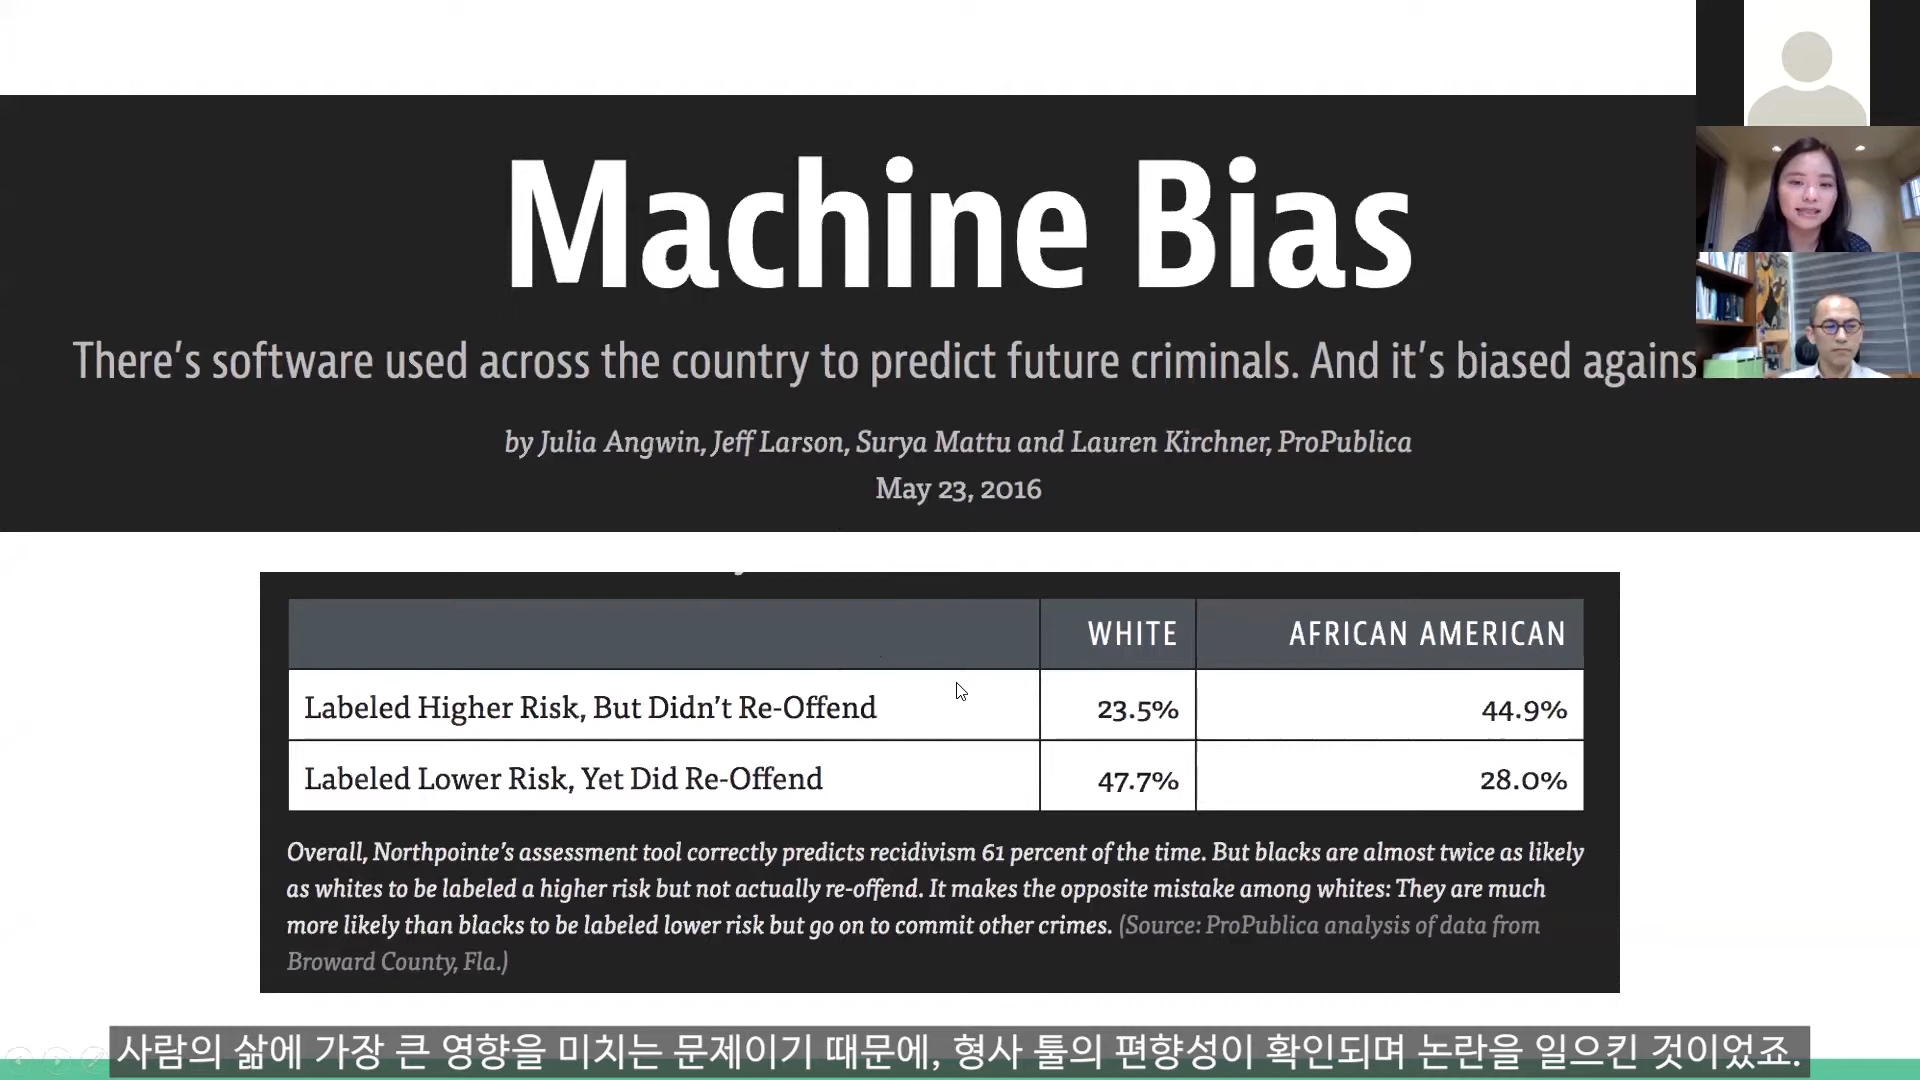 Machine Bias
There's software used across the country to predict future criminals. And it's biased agains
by Julia Angwin, Jeff Larson, Surya Mattu and Lauren Kirchner, ProPublica
May 23, 2016
WHITE AFRICAN AMERICAN
Labeled Higher Risk, But Didn't Re-Offend 23.5% 44.9%
Labeled Lower Risk, Yet Did Re-Offend 47.7% 28.0%
Overall, Northpointe's assessment tool correctly predicts recidivism 61 percent of the time. But blacks are almost twice as likely
as whites to be labeled a higher risk but not actually re-offend. It makes the opposite mistake among whites: They are much
more likely than blacks to be labeled lower risk but go on to commit other crimes. (Source: ProPublica analysis of data from
Broward County, Fla.)
사람의 삶에 가장 큰 영향을 미치는 문제이기 때문에, 형사 툴의 편향성이 확인되며 논란을 일으킨 것이었죠.